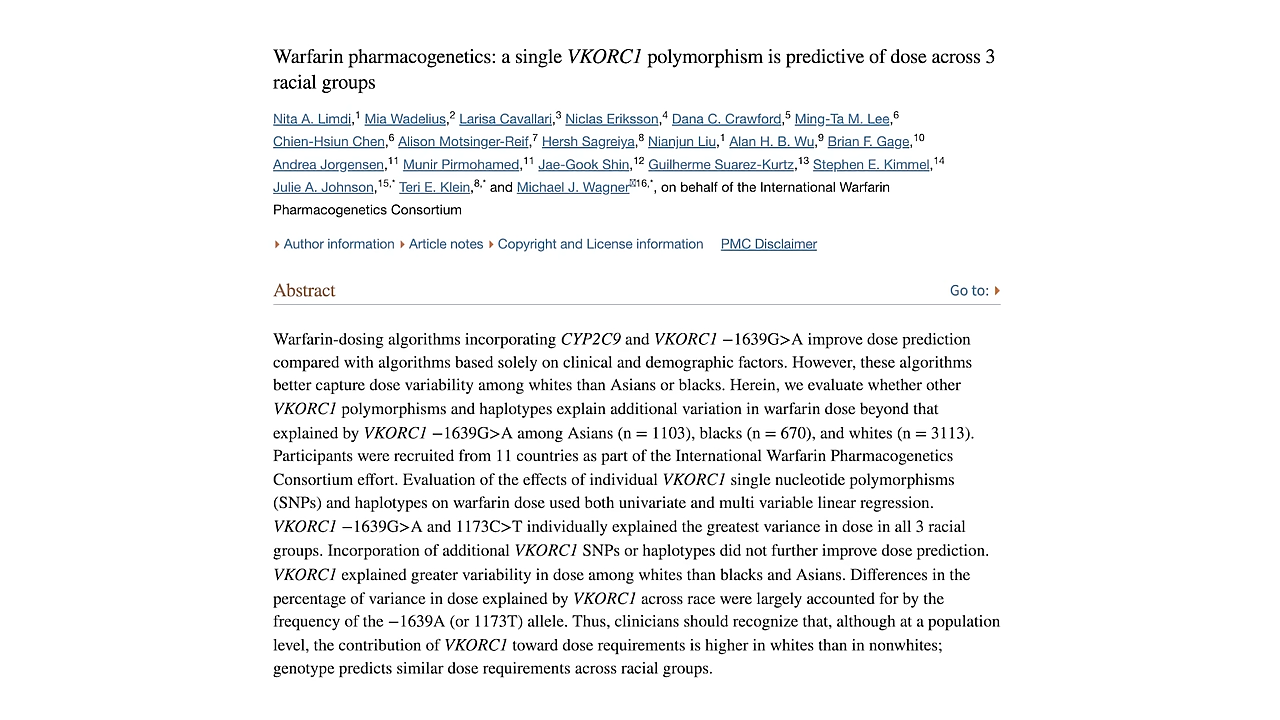 Warfarin pharmacogenetics: a single VKORC1 polymorphism is predictive of dose across 3
racial groups
Nita A. Limdi,1 Mia Wadelius,2 Larisa Cavallari,3 Niclas Eriksson,4 Dana C. Crawford,5 Ming-Ta M. Lee,6
Chien-Hsiun Chen,6 Alison Motsinger-Reif,7 Hersh Sagreiya,8 Nianjun Liu,1 Alan H. B. Wu,9 Brian F. Gage,10
Andrea Jorgensen,11 Munir Pirmohamed,11 Jae-Gook Shin,12 Guilherme Suarez-Kurtz,13 Stephen E. Kimmel,14
Julie A. Johnson,15,* Teri E. Klein,8,* and Michael J. Wagner✉16,*, on behalf of the International Warfarin
Pharmacogenetics Consortium
Author information Article notes Copyright and License information PMC Disclaimer
Abstract Go to:
Warfarin-dosing algorithms incorporating CYP2C9 and VKORC1 −1639G>A improve dose prediction
compared with algorithms based solely on clinical and demographic factors. However, these algorithms
better capture dose variability among whites than Asians or blacks. Herein, we evaluate whether other
VKORC1 polymorphisms and haplotypes explain additional variation in warfarin dose beyond that
explained by VKORC1 −1639G>A among Asians (n = 1103), blacks (n = 670), and whites (n = 3113).
Participants were recruited from 11 countries as part of the International Warfarin Pharmacogenetics
Consortium effort. Evaluation of the effects of individual VKORC1 single nucleotide polymorphisms
(SNPs) and haplotypes on warfarin dose used both univariate and multi variable linear regression.
VKORC1 −1639G>A and 1173C>T individually explained the greatest variance in dose in all 3 racial
groups. Incorporation of additional VKORC1 SNPs or haplotypes did not further improve dose prediction.
VKORC1 explained greater variability in dose among whites than blacks and Asians. Differences in the
percentage of variance in dose explained by VKORC1 across race were largely accounted for by the
frequency of the −1639A (or 1173T) allele. Thus, clinicians should recognize that, although at a population
level, the contribution of VKORC1 toward dose requirements is higher in whites than in nonwhites;
genotype predicts similar dose requirements across racial groups.